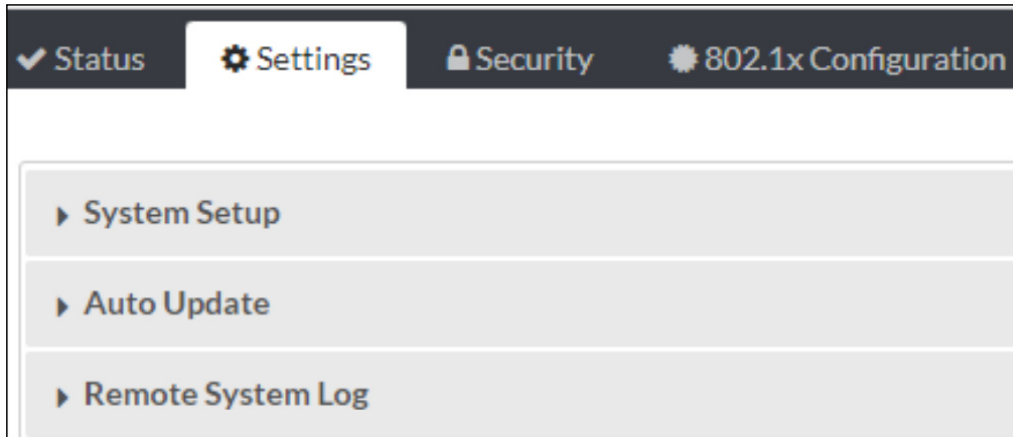 Status Settings Security 802.1x Configuration
System Setup
Auto Update
Remote System Log